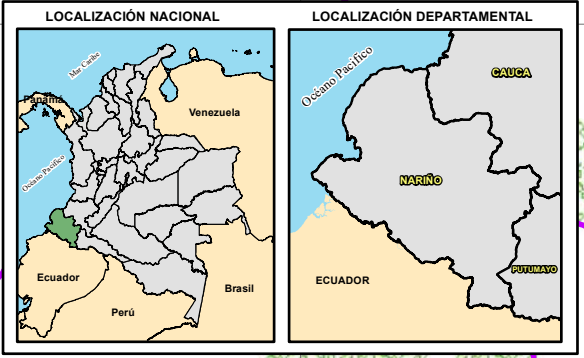 LOCALIZACIÓN NACIONAL
Mar Caribe
Panamá
Venezuela
Océano Pacífico
Ecuador
Perú
Brasil
LOCALIZACIÓN DEPARTAMENTAL
Océano Pacífico
CAUCA
NARIÑO
PUTUMAYO
ECUADOR